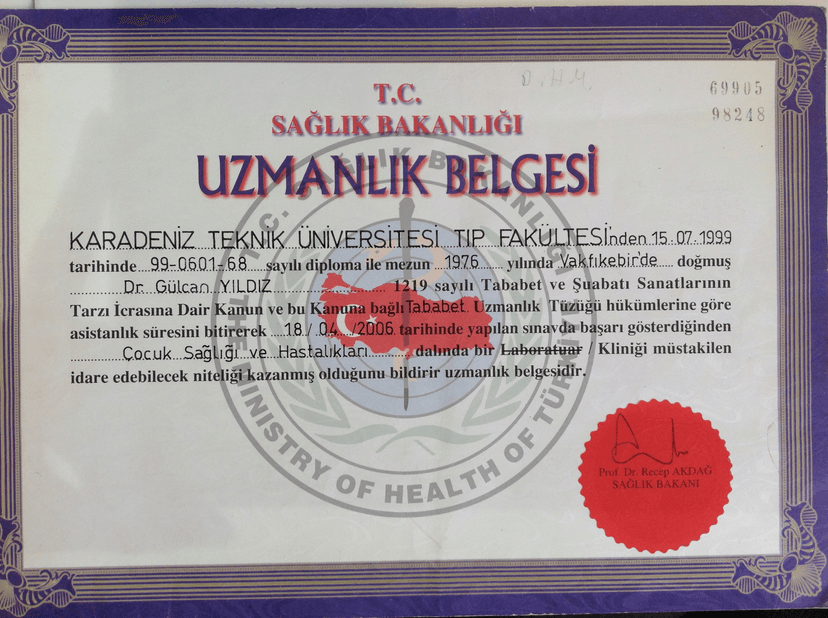 D.H.M.
69905
98248
T.C.
SAĞLIK BAKANLIĞI
UZMANLIK BELGESİ
KARADENİZ TEKNİK ÜNİVERSİTESİ TIP FAKÜLTESİ'nden 15.07.1999
tarihinde 99-0601-68 sayılı diploma ile mezun 1976 yılında Vakfıkebir'de doğmuş
Dr. Gülcan YILDIZ 1219 sayılı Tababet ve Şuabatı Sanatlarının
Tarzı İcrasına Dair Kanun ve bu Kanuna bağlı Tababet Uzmanlık Tüzüğü hükümlerine göre
asistanlık süresini bitirerek 18./04./2006 tarihinde yapılan sınavda başarı gösterdiğinden
Çocuk Sağlığı ve Hastalıkları dalında bir Laboratuar / Kliniği müstakilen
idare edebilecek niteliği kazanmış olduğunu bildirir uzmanlık belgesidir.
Prof. Dr. Recep AKDAĞ
SAĞLIK BAKANI
T.C. SAĞLIK BAKANLIĞI
MINISTRY OF HEALTH OF